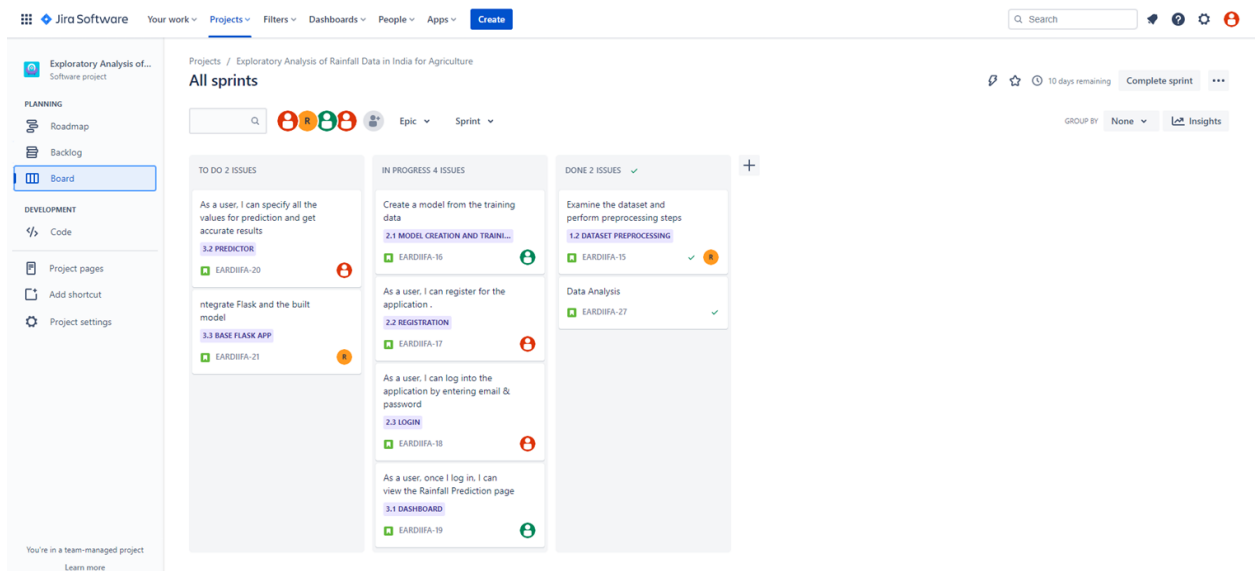 Jira Software
Your work
Projects
Filters
Dashboards
People
Apps
Create
Search
Exploratory Analysis of...
Software project
PLANNING
Roadmap
Backlog
Board
DEVELOPMENT
Code
Project pages
Add shortcut
Project settings
You're in a team-managed project
Learn more
Projects / Exploratory Analysis of Rainfall Data in India for Agriculture
All sprints
10 days remaining
Complete sprint
R
Epic
Sprint
GROUP BY
None
Insights
TO DO 2 ISSUES
As a user, I can specify all the
values for prediction and get
accurate results
3.2 PREDICTOR
EARDIIFA-20
ntegrate Flask and the built
model
3.3 BASE FLASK APP
EARDIIFA-21
R
IN PROGRESS 4 ISSUES
Create a model from the training
data
2.1 MODEL CREATION AND TRAINI...
EARDIIFA-16
As a user, I can register for the
application .
2.2 REGISTRATION
EARDIIFA-17
As a user, I can log into the
application by entering email &
password
2.3 LOGIN
EARDIIFA-18
As a user, once I log in, I can
view the Rainfall Prediction page
3.1 DASHBOARD
EARDIIFA-19
DONE 2 ISSUES
Examine the dataset and
perform preprocessing steps
1.2 DATASET PREPROCESSING
EARDIIFA-15
R
Data Analysis
EARDIIFA-27